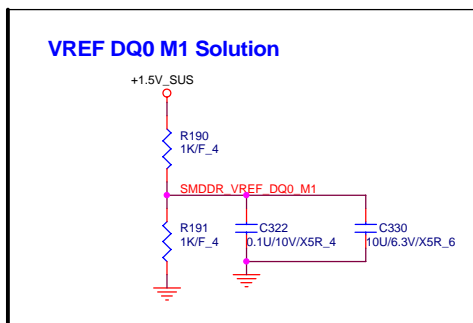 VREF DQ0 M1 Solution
+1.5V_SUS
R190
1K/F_4
SMDDR_VREF_DQ0_M1
R191
1K/F_4
C322
0.1U/10V/X5R_4
C330
10U/6.3V/X5R_6